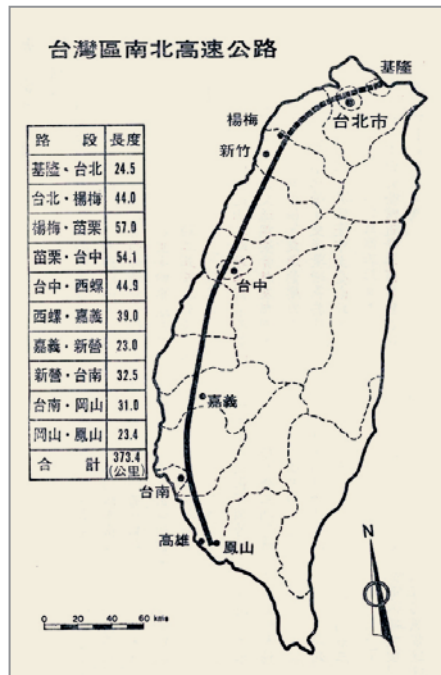 台灣區南北高速公路
基隆
台北市
楊梅
新竹
路 段 長度
基隆・台北 24.5
台北・楊梅 44.0
楊梅・苗栗 57.0
苗栗・台中 54.1
台中・西螺 44.9
西螺・嘉義 39.0
嘉義・新營 23.0
新營・台南 32.5
台南・岡山 31.0
岡山・鳳山 23.4
合 計 373.4
(公里)
台中
嘉義
台南
高雄
鳳山
N
0 20 40 60 kms